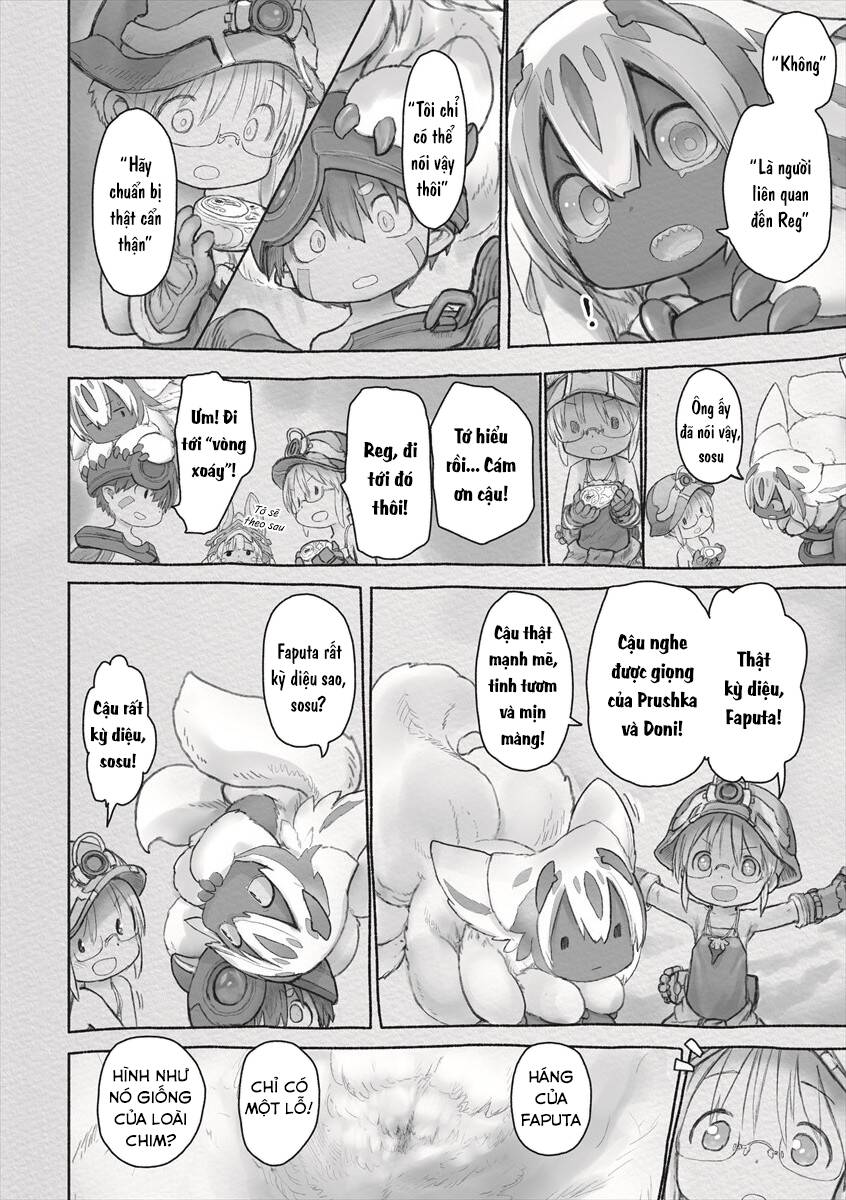 “Không”
“Là người
liên quan
đến Reg”
!
“Tôi chỉ
có thể
nói vậy
thôi”
“Hãy
chuẩn bị
thật cẩn
thận”
Ông ấy
đã nói vậy,
sosu
Tớ hiểu
rồi... Cám
ơn cậu!
Reg, đi
tới đó
thôi!
Tớ sẽ
theo sau
Ưm! Đi
tới “vòng
xoáy”!
Thật
kỳ diệu,
Faputa!
Cậu nghe
được giọng
của Prushka
và Doni!
Cậu thật
mạnh mẽ,
tinh tươm
và mịn
màng!
Faputa rất
kỳ diệu sao,
sosu?
Cậu rất
kỳ diệu,
sosu!
HÁNG
CỦA
FAPUTA
CHỈ CÓ
MỘT LỖ!
HÌNH NHƯ
NÓ GIỐNG
CỦA LOÀI
CHIM?